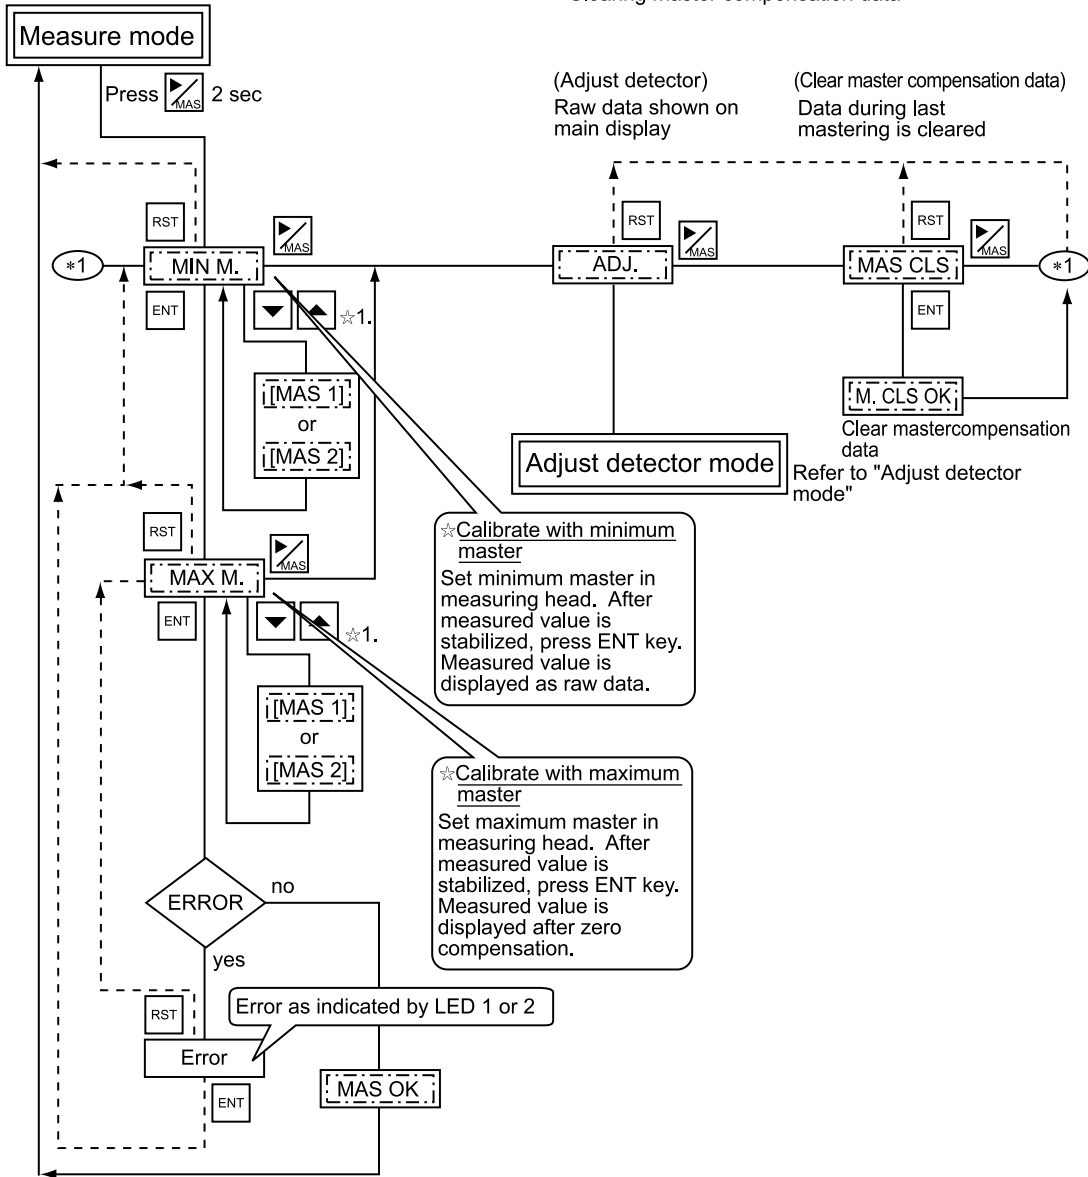 Clearing master compensation data
Measure mode
Press MAS 2 sec
(Adjust detector)
Raw data shown on
main display
(Clear master compensation data)
Data during last
mastering is cleared
RST
MAS
RST
MAS
RST
MAS
*1
MIN M.
ADJ.
MAS CLS
*1
ENT
☆1.
ENT
[MAS 1]
or
[MAS 2]
M. CLS OK
Clear mastercompensation
data
Adjust detector mode
Refer to "Adjust detector
mode"
RST
MAS
MAX M.
ENT
☆1.
[MAS 1]
or
[MAS 2]
☆Calibrate with minimum
master
Set minimum master in
measuring head. After
measured value is
stabilized, press ENT key.
Measured value is
displayed as raw data.
☆Calibrate with maximum
master
Set maximum master in
measuring head. After
measured value is
stabilized, press ENT key.
Measured value is
displayed after zero
compensation.
ERROR
no
yes
RST
Error as indicated by LED 1 or 2
Error
ENT
MAS OK